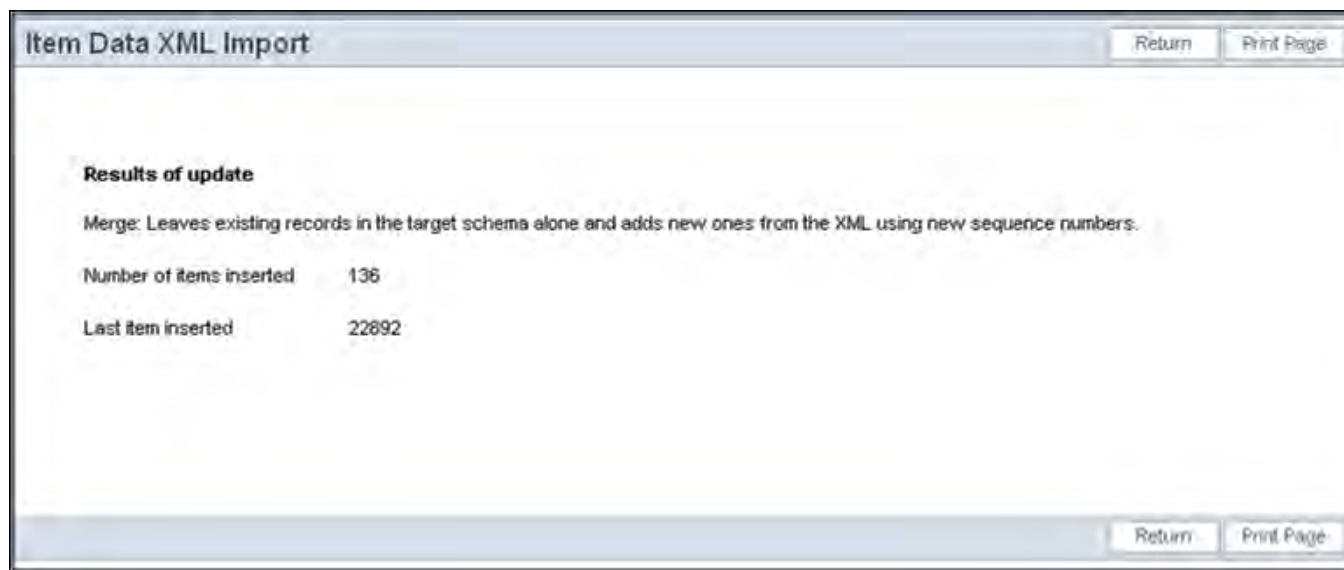 Item Data XML Import
Return Print Page
Results of update
Merge: Leaves existing records in the target schema alone and adds new ones from the XML using new sequence numbers.
Number of items inserted 136
Last item inserted 22892
Return Print Page